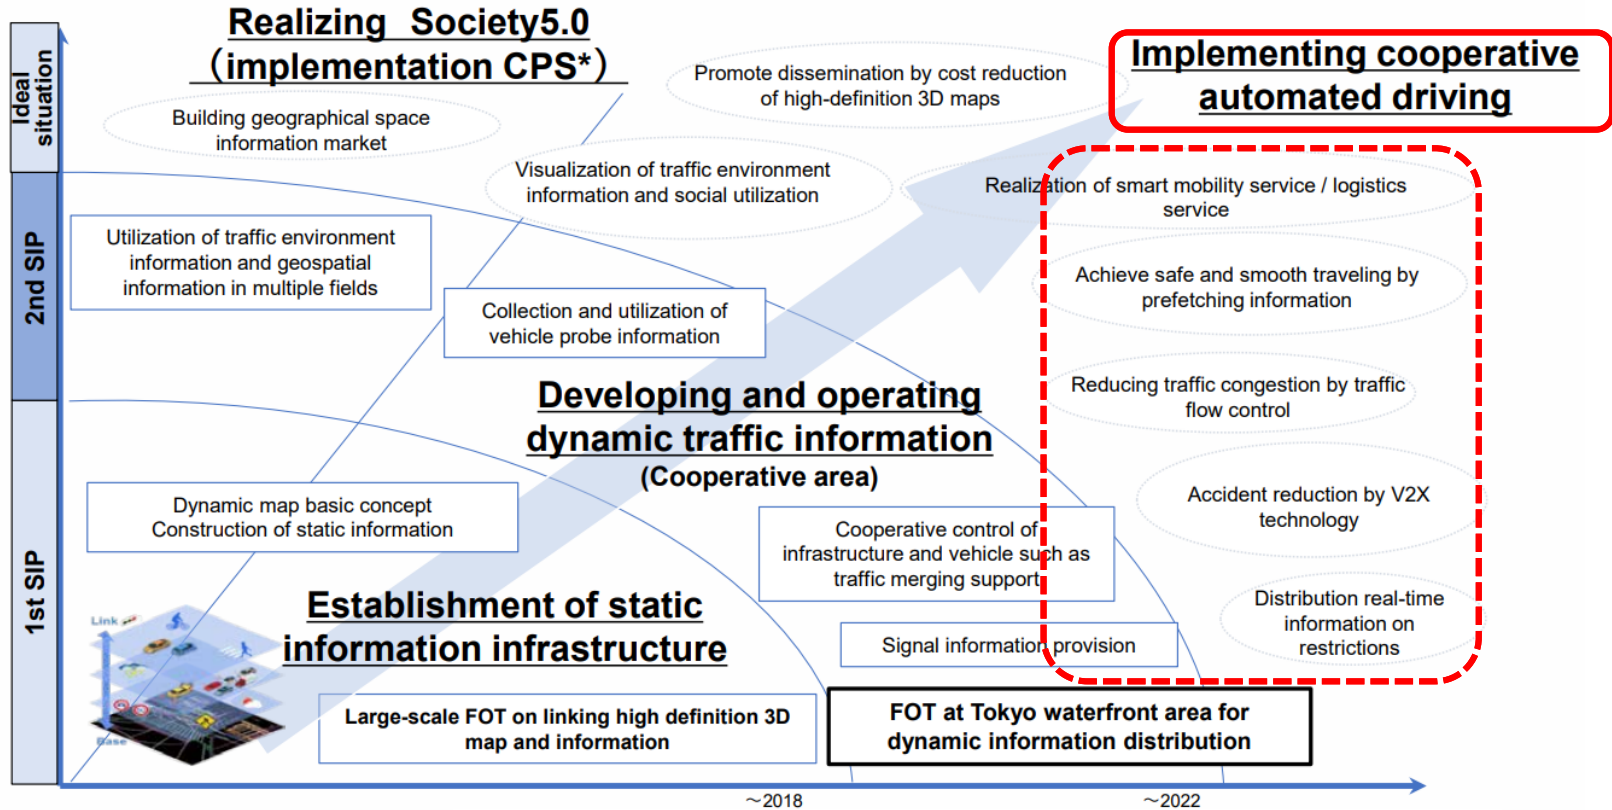 Realizing Society5.0
（implementation CPS*）
Implementing cooperative
automated driving
Ideal
situation
Promote dissemination by cost reduction
of high-definition 3D maps
Building geographical space
information market
Visualization of traffic environment
information and social utilization
Realization of smart mobility service / logistics
service
2nd SIP
Utilization of traffic environment
information and geospatial
information in multiple fields
Achieve safe and smooth traveling by
prefetching information
Collection and utilization of
vehicle probe information
Reducing traffic congestion by traffic
flow control
Developing and operating
dynamic traffic information
(Cooperative area)
1st SIP
Dynamic map basic concept
Construction of static information
Accident reduction by V2X
technology
Cooperative control of
infrastructure and vehicle such as
traffic merging support
Establishment of static
information infrastructure
Distribution real-time
information on
restrictions
Signal information provision
Link
Base
Large-scale FOT on linking high definition 3D
map and information
FOT at Tokyo waterfront area for
dynamic information distribution
～2018
～2022